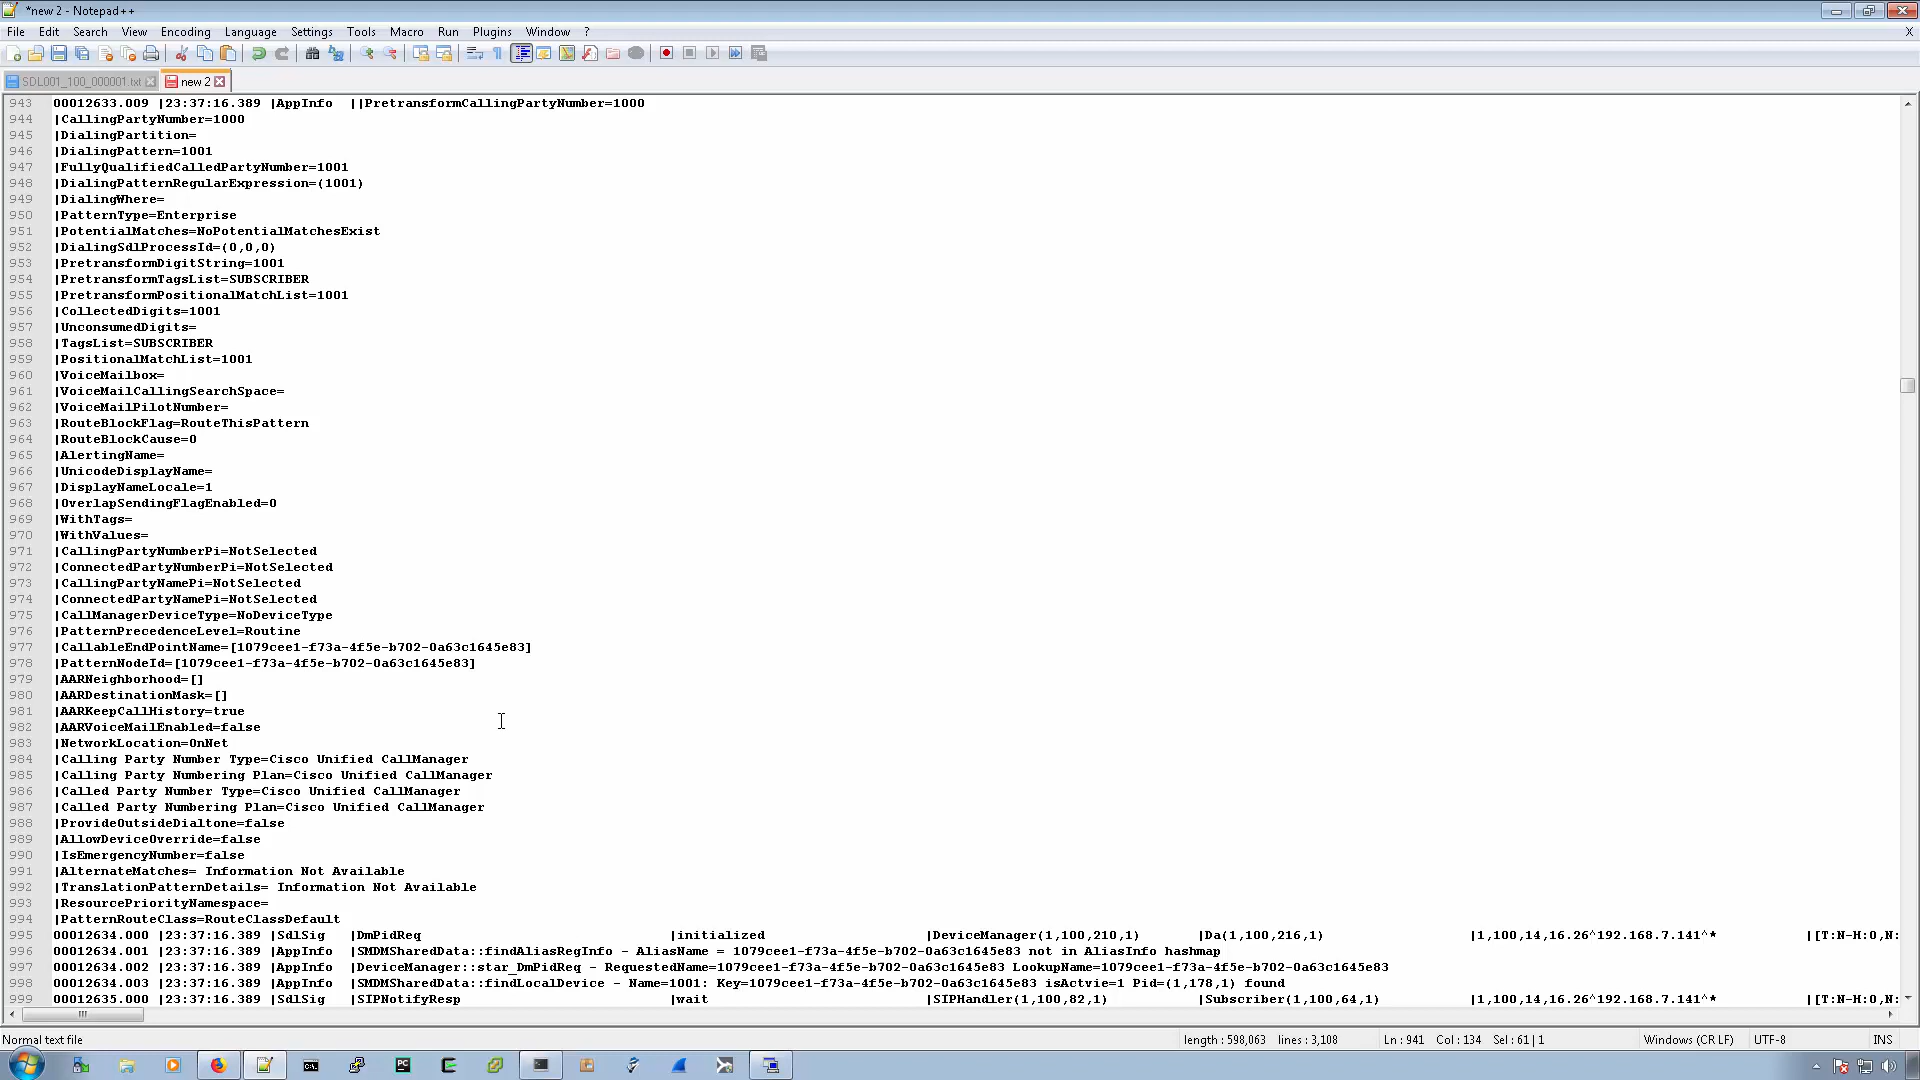 *new 2 - Notepad++
File Edit Search View Encoding Language Settings Tools Macro Run Plugins Window ? X
SDL001_100_000001.txt new 2
943 00012633.009 |23:37:16.389 |AppInfo ||PretransformCallingPartyNumber=1000
944 |CallingPartyNumber=1000
945 |DialingPartition=
946 |DialingPattern=1001
947 |FullyQualifiedCalledPartyNumber=1001
948 |DialingPatternRegularExpression=(1001)
949 |DialingWhere=
950 |PatternType=Enterprise
951 |PotentialMatches=NoPotentialMatchesExist
952 |DialingSdlProcessId=(0,0,0)
953 |PretransformDigitString=1001
954 |PretransformTagsList=SUBSCRIBER
955 |PretransformPositionalMatchList=1001
956 |CollectedDigits=1001
957 |UnconsumedDigits=
958 |TagsList=SUBSCRIBER
959 |PositionalMatchList=1001
960 |VoiceMailbox=
961 |VoiceMailCallingSearchSpace=
962 |VoiceMailPilotNumber=
963 |RouteBlockFlag=RouteThisPattern
964 |RouteBlockCause=0
965 |AlertingName=
966 |UnicodeDisplayName=
967 |DisplayNameLocale=1
968 |OverlapSendingFlagEnabled=0
969 |WithTags=
970 |WithValues=
971 |CallingPartyNumberPi=NotSelected
972 |ConnectedPartyNumberPi=NotSelected
973 |CallingPartyNamePi=NotSelected
974 |ConnectedPartyNamePi=NotSelected
975 |CallManagerDeviceType=NoDeviceType
976 |PatternPrecedenceLevel=Routine
977 |CallableEndPointName=[1079cee1-f73a-4f5e-b702-0a63c1645e83]
978 |PatternNodeId=[1079cee1-f73a-4f5e-b702-0a63c1645e83]
979 |AARNeighborhood=[]
980 |AARDestinationMask=[]
981 |AARKeepCallHistory=true
982 |AARVoiceMailEnabled=false
983 |NetworkLocation=OnNet
984 |Calling Party Number Type=Cisco Unified CallManager
985 |Calling Party Numbering Plan=Cisco Unified CallManager
986 |Called Party Number Type=Cisco Unified CallManager
987 |Called Party Numbering Plan=Cisco Unified CallManager
988 |ProvideOutsideDialtone=false
989 |AllowDeviceOverride=false
990 |IsEmergencyNumber=false
991 |AlternateMatches= Information Not Available
992 |TranslationPatternDetails= Information Not Available
993 |ResourcePriorityNamespace=
994 |PatternRouteClass=RouteClassDefault
995 00012634.000 |23:37:16.389 |SdlSig |DmPidReq |initialized |DeviceManager(1,100,210,1) |Da(1,100,216,1) |1,100,14,16.26^192.168.7.141^* |[T:N-H:0,N:
996 00012634.001 |23:37:16.389 |AppInfo |SMDMSharedData::findAliasRegInfo - AliasName = 1079cee1-f73a-4f5e-b702-0a63c1645e83 not in AliasInfo hashmap
997 00012634.002 |23:37:16.389 |AppInfo |DeviceManager::star_DmPidReq - RequestedName=1079cee1-f73a-4f5e-b702-0a63c1645e83 LookupName=1079cee1-f73a-4f5e-b702-0a63c1645e83
998 00012634.003 |23:37:16.389 |AppInfo |SMDMSharedData::findLocalDevice - Name=1001: Key=1079cee1-f73a-4f5e-b702-0a63c1645e83 isActvie=1 Pid=(1,178,1) found
999 00012635.000 |23:37:16.389 |SdlSig |SIPNotifyResp |wait |SIPHandler(1,100,82,1) |Subscriber(1,100,64,1) |1,100,14,16.26^192.168.7.141^* |[T:N-H:0,N:
Normal text file length : 598,063 lines : 3,108 Ln : 941 Col : 134 Sel : 61 | 1 Windows (CR LF) UTF-8 INS